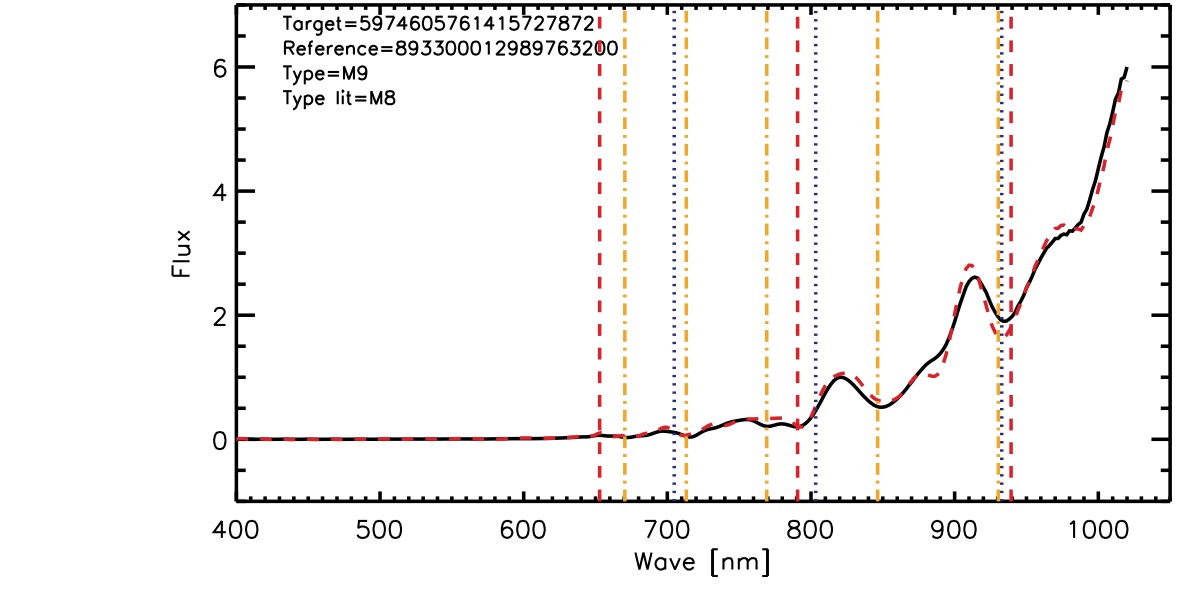 Target=5974605761415727872
Reference=893300012989763200
Type=M9
Type lit=M8
6
4
2
0
Flux
400 500 600 700 800 900 1000
Wave [nm]